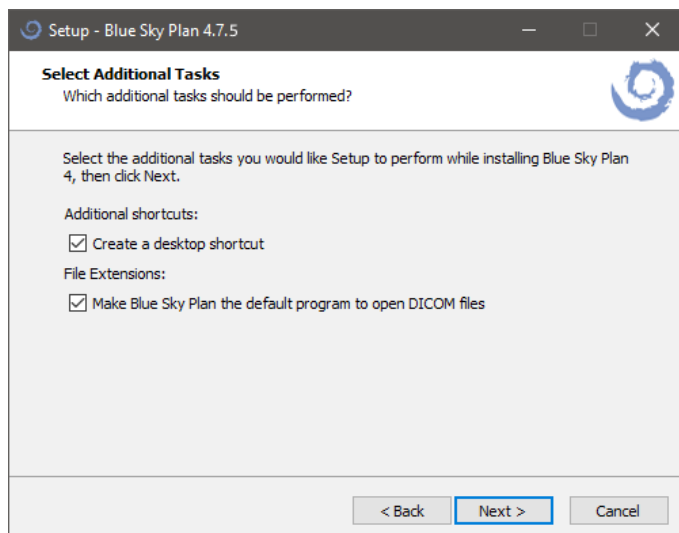 Setup - Blue Sky Plan 4.7.5
Select Additional Tasks
Which additional tasks should be performed?
Select the additional tasks you would like Setup to perform while installing Blue Sky Plan
4, then click Next.
Additional shortcuts:
Create a desktop shortcut
File Extensions:
Make Blue Sky Plan the default program to open DICOM files
< Back
Next >
Cancel